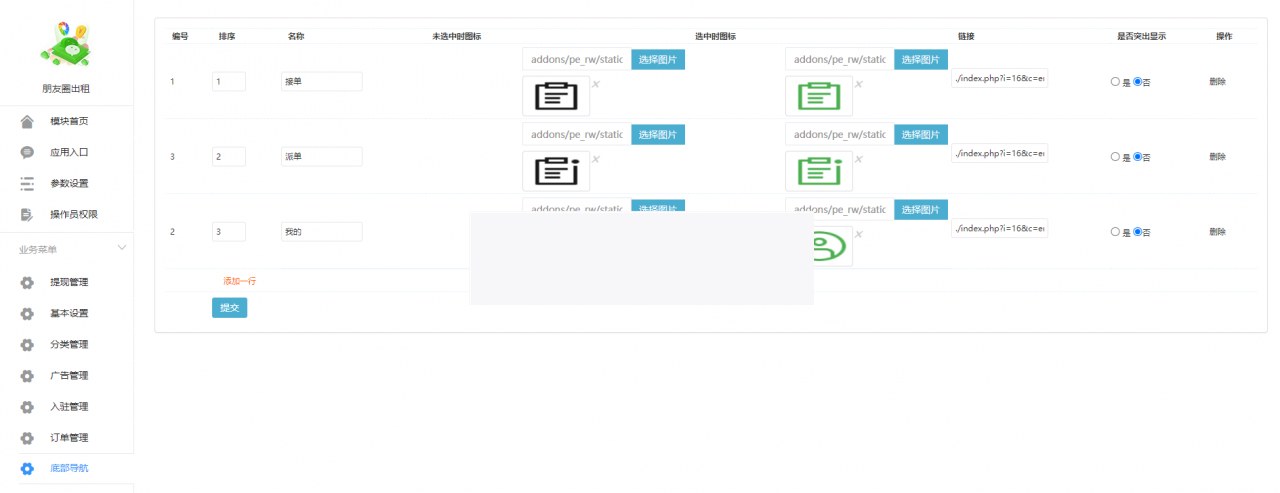 朋友圈出租
模块首页
应用入口
参数设置
操作员权限
业务菜单
提现管理
基本设置
分类管理
广告管理
入驻管理
订单管理
底部导航
编号 排序 名称 未选中时图标 选中时图标 链接 是否突出显示 操作
addons/pe_rw/static 选择图片 addons/pe_rw/static 选择图片
1 1 接单 × × ./index.php?i=16&c=e 是 否 删除
addons/pe_rw/static 选择图片 addons/pe_rw/static 选择图片
3 2 派单 × × ./index.php?i=16&c=e 是 否 删除
addons/pe_rw/static 选择图片 addons/pe_rw/static 选择图片
2 3 我的 × ./index.php?i=16&c=e 是 否 删除
添加一行
提交